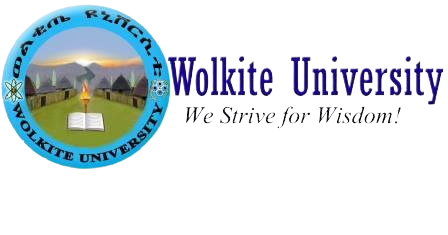 ወልቂጤ ዩኒቨርሲቲ
WOLKITE UNIVERSITY
Wolkite University
We Strive for Wisdom!